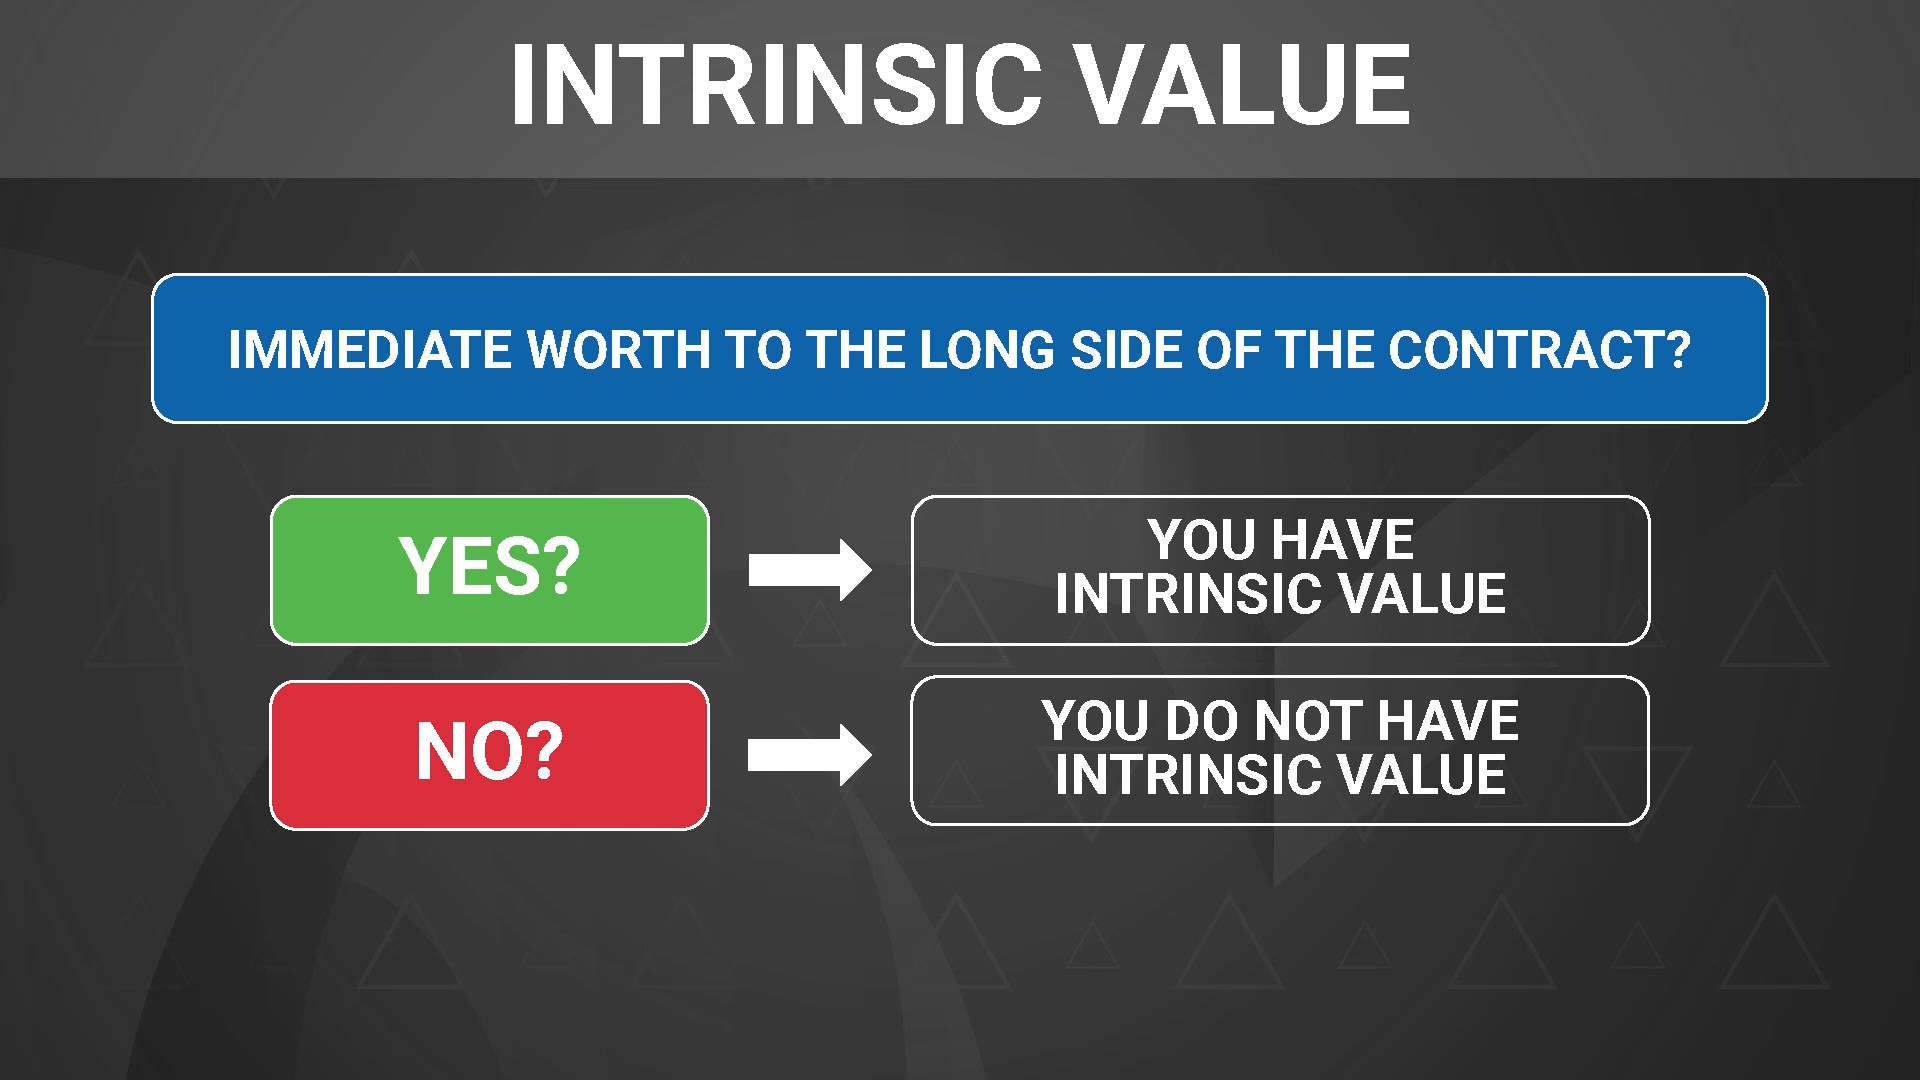 INTRINSIC VALUE
IMMEDIATE WORTH TO THE LONG SIDE OF THE CONTRACT?
YES?
YOU HAVE
INTRINSIC VALUE
NO?
YOU DO NOT HAVE
INTRINSIC VALUE